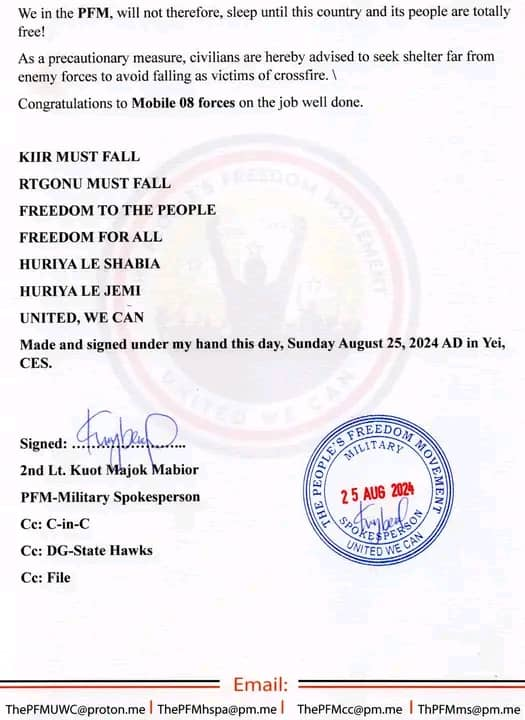 We in the PFM, will not therefore, sleep until this country and its people are totally
free!
As a precautionary measure, civilians are hereby advised to seek shelter far from
enemy forces to avoid falling as victims of crossfire. \
Congratulations to Mobile 08 forces on the job well done.
KIIR MUST FALL
RTGONU MUST FALL
FREEDOM TO THE PEOPLE
FREEDOM FOR ALL
HURIYA LE SHABIA
HURIYA LE JEMI
UNITED, WE CAN
Made and signed under my hand this day, Sunday August 25, 2024 AD in Yei,
CES.
Signed: ........................
2nd Lt. Kuot Majok Mabior
PFM-Military Spokesperson
Cc: C-in-C
Cc: DG-State Hawks
Cc: File
THE PEOPLE'S FREEDOM MOVEMENT
MILITARY
25 AUG 2024
SPOKESPERSON
UNITED WE CAN
PEOPLE'S FREEDOM MOVEMENT
UNITED WE CAN
Email:
ThePFMUWC@proton.me | ThePFMhspa@pm.me | ThePFMcc@pm.me | ThPFMms@pm.me